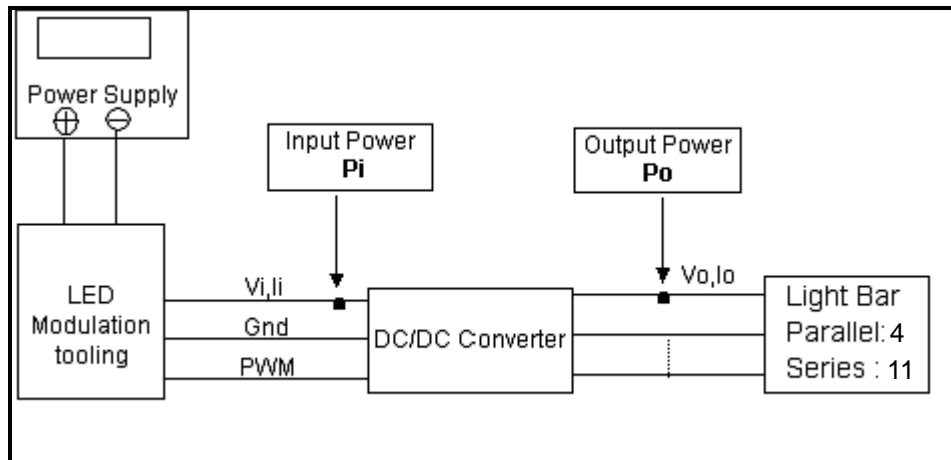 Power Supply
Input Power
Pi
Output Power
Po
LED
Modulation
tooling
Vi,Ii
Gnd
PWM
DC/DC Converter
Vo,Io
Light Bar
Parallel: 4
Series : 11